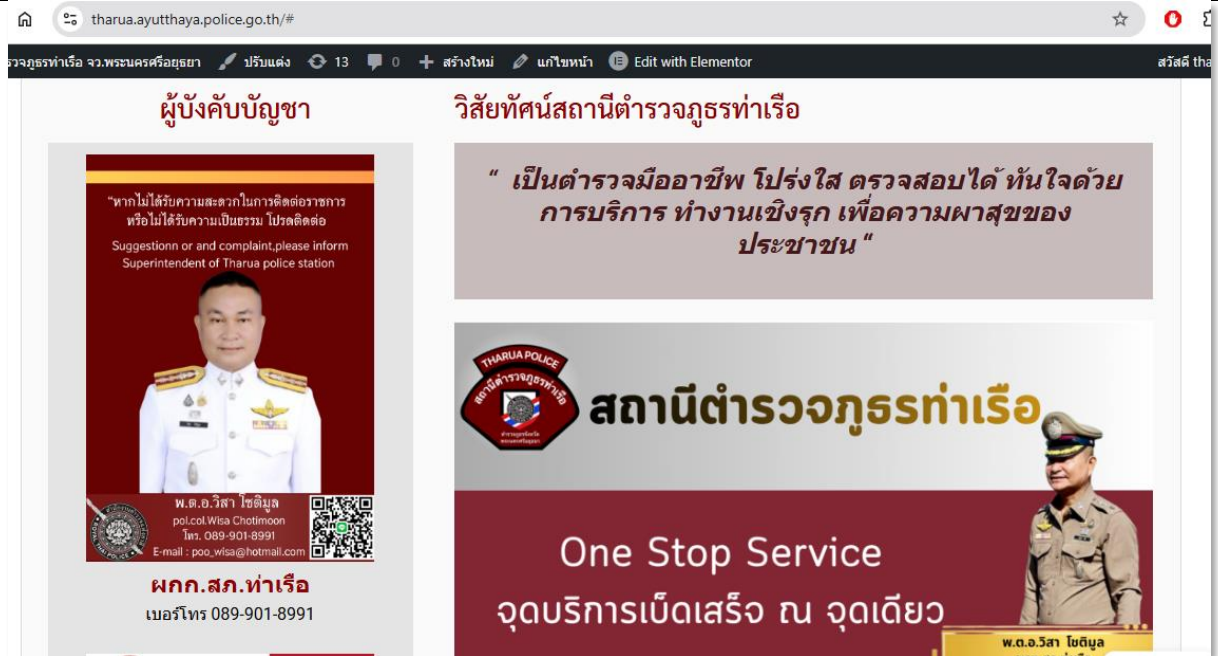 tharua.ayutthaya.police.go.th/#
รวจภูธรท่าเรือ จว.พระนครศรีอยุธยา ปรับแต่ง 13 0 + สร้างใหม่ แก้ไขหน้า Edit with Elementor สวัสดี tha
ผู้บังคับบัญชา
"หากไม่ได้รับความสะดวกในการติดต่อราชการ
หรือไม่ได้รับความเป็นธรรม โปรดติดต่อ
Suggestionn or and complaint,please inform
Superintendent of Tharua police station
พ.ต.อ.วิสา โชติมูล
pol.col.Wisa Chotimoon
โทร. 089-901-8991
E-mail : poo_wisa@hotmail.com
ผกก.สภ.ท่าเรือ
เบอร์โทร 089-901-8991
วิสัยทัศน์สถานีตำรวจภูธรท่าเรือ
“ เป็นตำรวจมืออาชีพ โปร่งใส ตรวจสอบได้ ทันใจด้วย
การบริการ ทำงานเชิงรุก เพื่อความผาสุขของ
ประชาชน “
THARUA POLICE
สถานีตำรวจภูธรท่าเรือ
สถานีตำรวจภูธรท่าเรือ
One Stop Service
จุดบริการเบ็ดเสร็จ ณ จุดเดียว
พ.ต.อ.วิสา โชติมูล